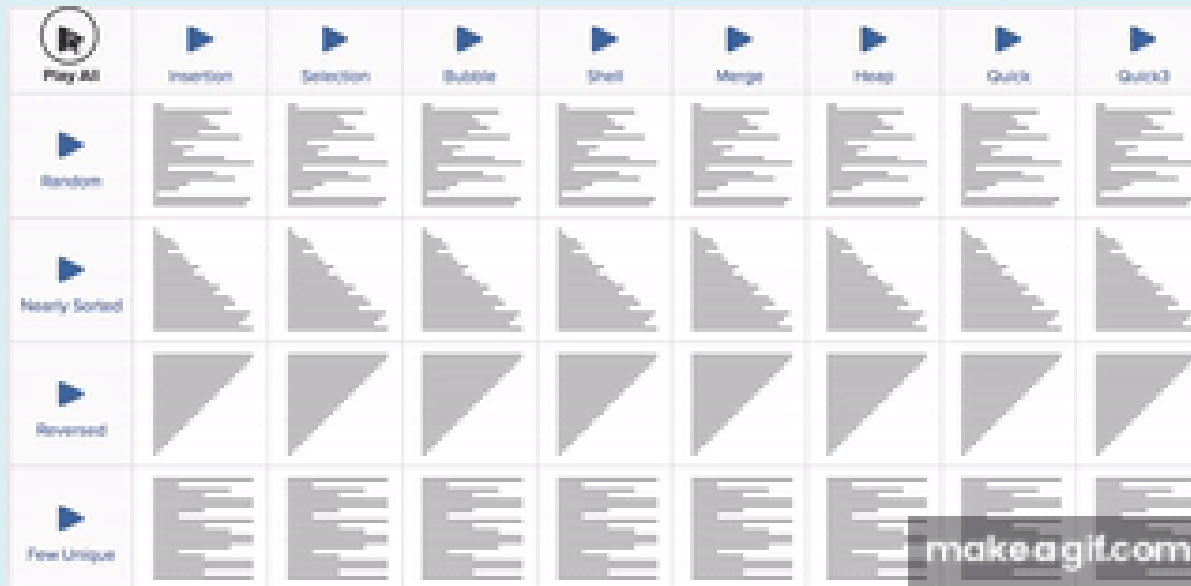 Play All
Insertion
Selection
Bubble
Shell
Merge
Heap
Quick
Quick3
Random
Nearly Sorted
Reversed
Few Unique
makeagif.com